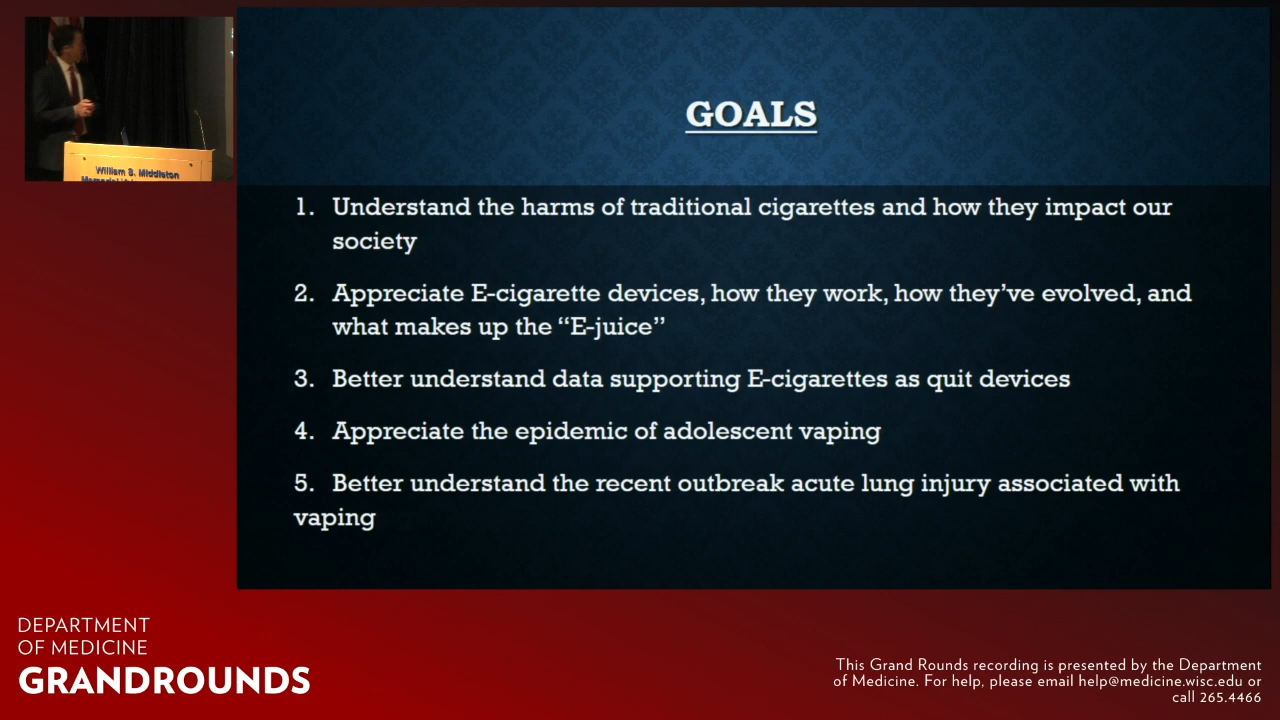 GOALS
1. Understand the harms of traditional cigarettes and how they impact our
society
2. Appreciate E-cigarette devices, how they work, how they’ve evolved, and
what makes up the “E-juice”
3. Better understand data supporting E-cigarettes as quit devices
4. Appreciate the epidemic of adolescent vaping
5. Better understand the recent outbreak acute lung injury associated with
vaping
William S. Middleton
Memorial
DEPARTMENT
OF MEDICINE
GRANDROUNDS
This Grand Rounds recording is presented by the Department
of Medicine. For help, please email help@medicine.wisc.edu or
call 265.4466